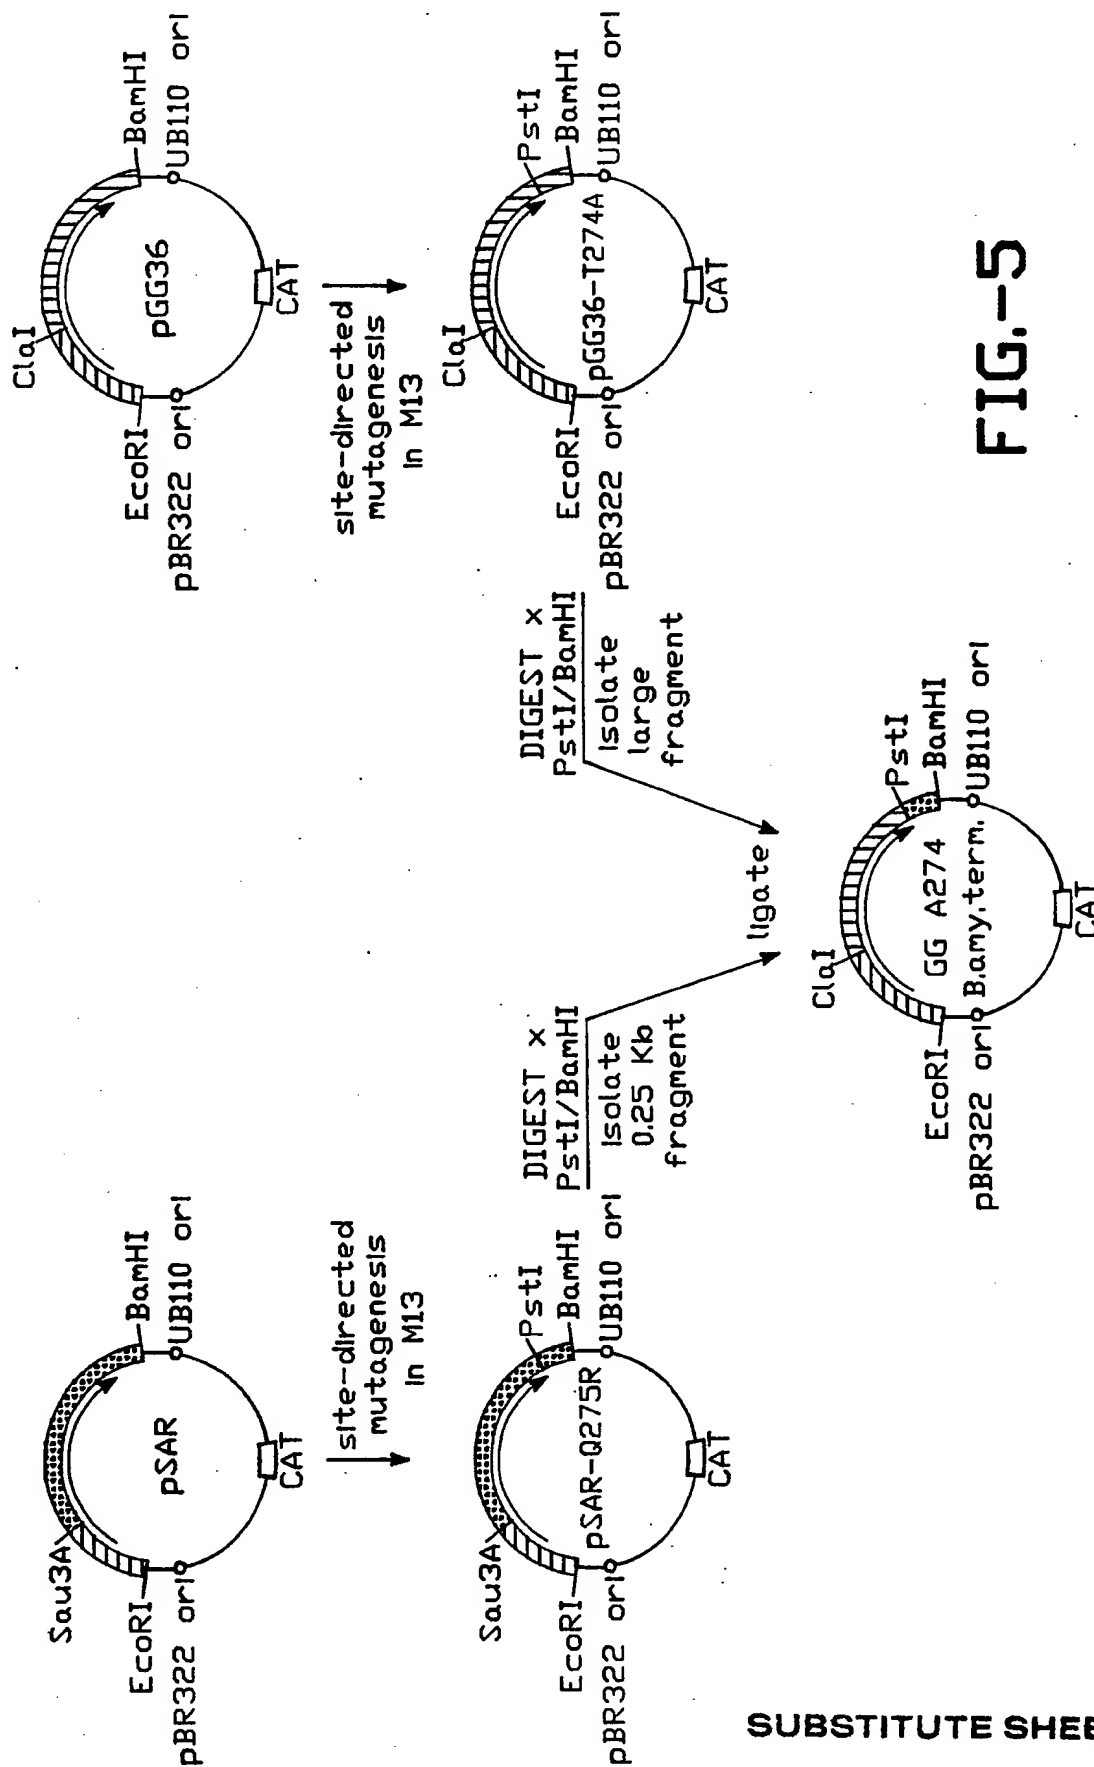 Sau3A
BamHI
EcoRI
UB110 ori
pBR322 ori
pSAR
CAT
site-directed
mutagenesis
in M13
Sau3A
PstI
BamHI
EcoRI
UB110 ori
pBR322 ori
pSAR-Q275R
CAT
ClaI
BamHI
EcoRI
UB110 ori
pBR322 ori
pGG36
CAT
site-directed
mutagenesis
in M13
ClaI
PstI
BamHI
EcoRI
UB110 ori
pBR322 ori
pGG36-T274A
CAT
DIGEST x
PstI/BamHI
Isolate
0.25 Kb
fragment
DIGEST x
PstI/BamHI
Isolate
large
fragment
ligate
ClaI
PstI
BamHI
EcoRI
UB110 ori
pBR322 ori
GG A274
B.amy.term.
CAT
FIG.-5
SUBSTITUTE SHEE